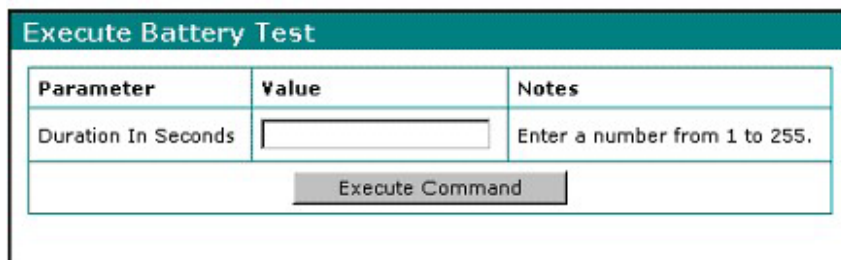 Execute Battery Test
Parameter Value Notes
Duration In Seconds Enter a number from 1 to 255.
Execute Command